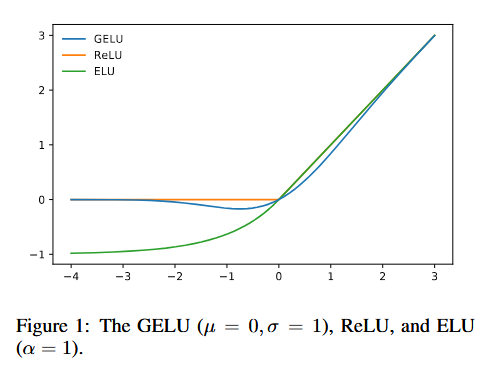 3
2
1
0
−1
GELU
ReLU
ELU
−4
−3
−2
−1
0
1
2
3
Figure 1: The GELU (μ = 0, σ = 1), ReLU, and ELU
(α = 1).